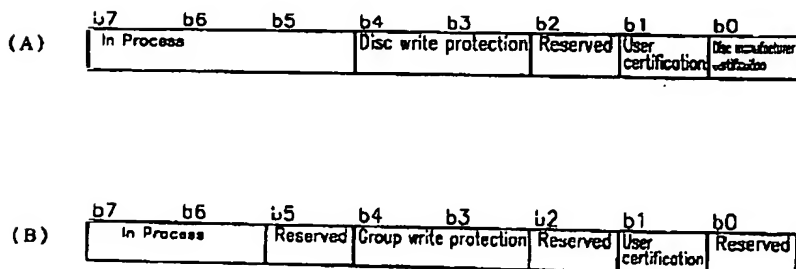 b7 b6 b5 b4 b3 b2 b1 b0
(A) In Process Disc write protection Reserved User certification Disc manufacturer certification
b7 b6 b5 b4 b3 b2 b1 b0
(B) In Process Reserved Group write protection Reserved User certification Reserved